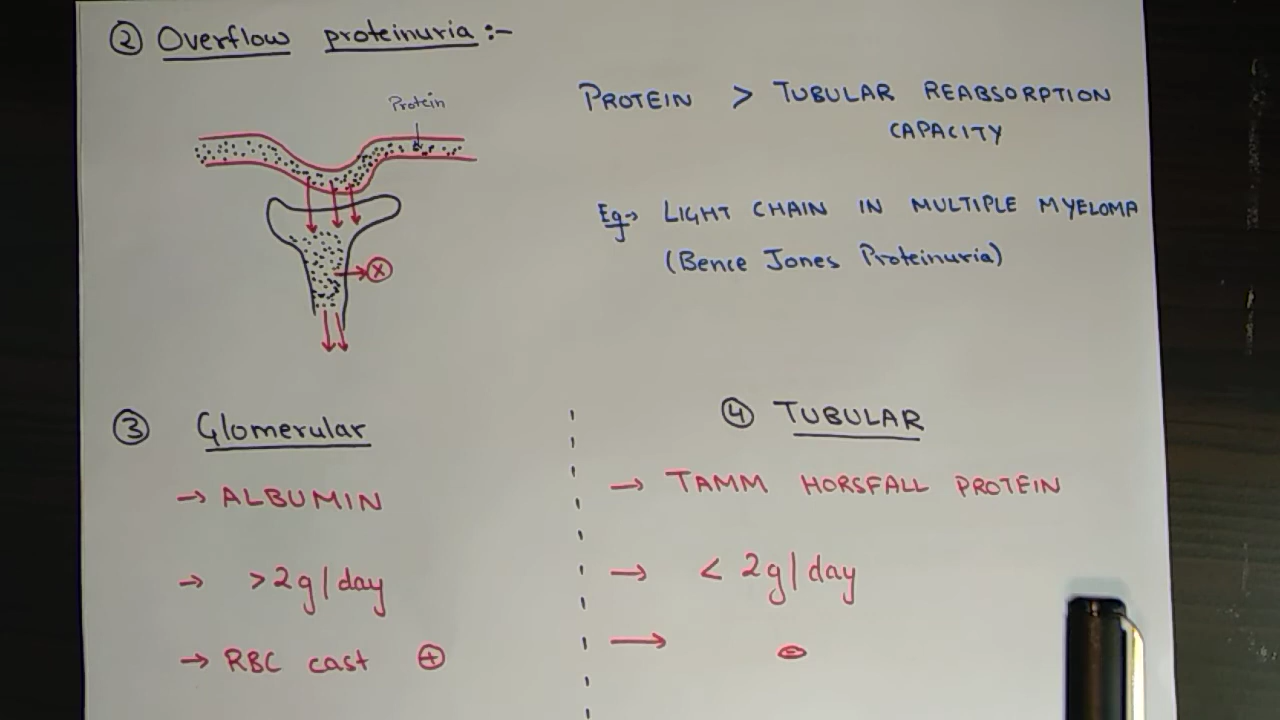 ② Overflow proteinuria :-
Protein
PROTEIN > TUBULAR REABSORPTION
CAPACITY
Eg→ LIGHT CHAIN IN MULTIPLE MYELOMA
(Bence Jones Proteinuria)
X
③ Glomerular
→ ALBUMIN
→ >2g/day
→ RBC cast ⊕
④ TUBULAR
→ TAMM HORSFALL PROTEIN
→ < 2g/day
→ ⊖